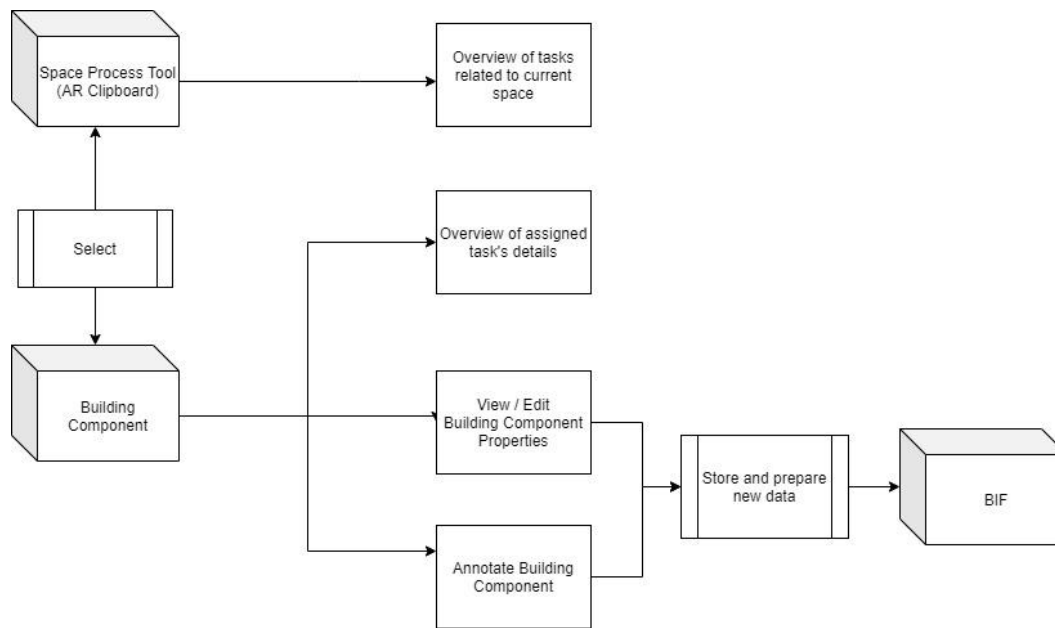 Space Process Tool
(AR Clipboard)
Overview of tasks
related to current
space
Select
Overview of assigned
task's details
Building
Component
View / Edit
Building Component
Properties
Store and prepare
new data
BIF
Annotate Building
Component